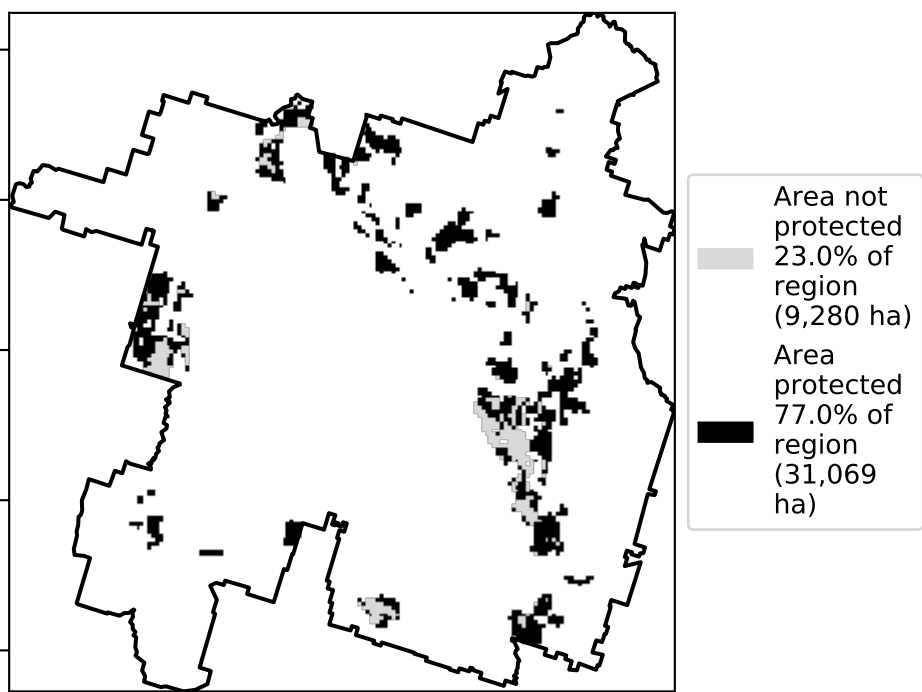 Area not
protected
23.0% of
region
(9,280 ha)
Area
protected
77.0% of
region
(31,069
ha)